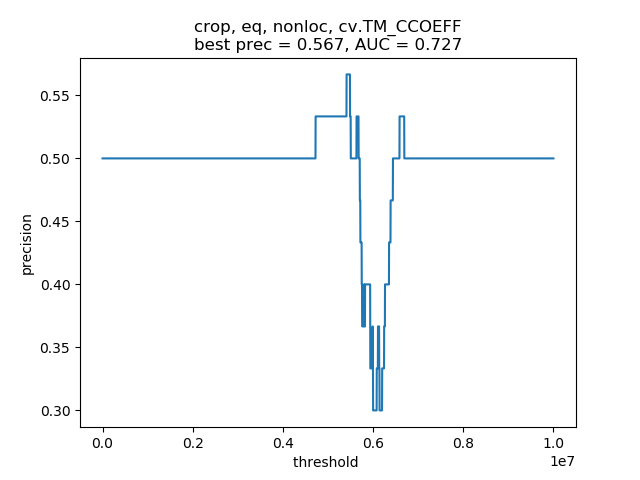 crop, eq, nonloc, cv.TM_CCOEFF
best prec = 0.567, AUC = 0.727
0.55
0.50
0.45
0.40
0.35
0.30
precision
0.0 0.2 0.4 0.6 0.8 1.0
1e7
threshold